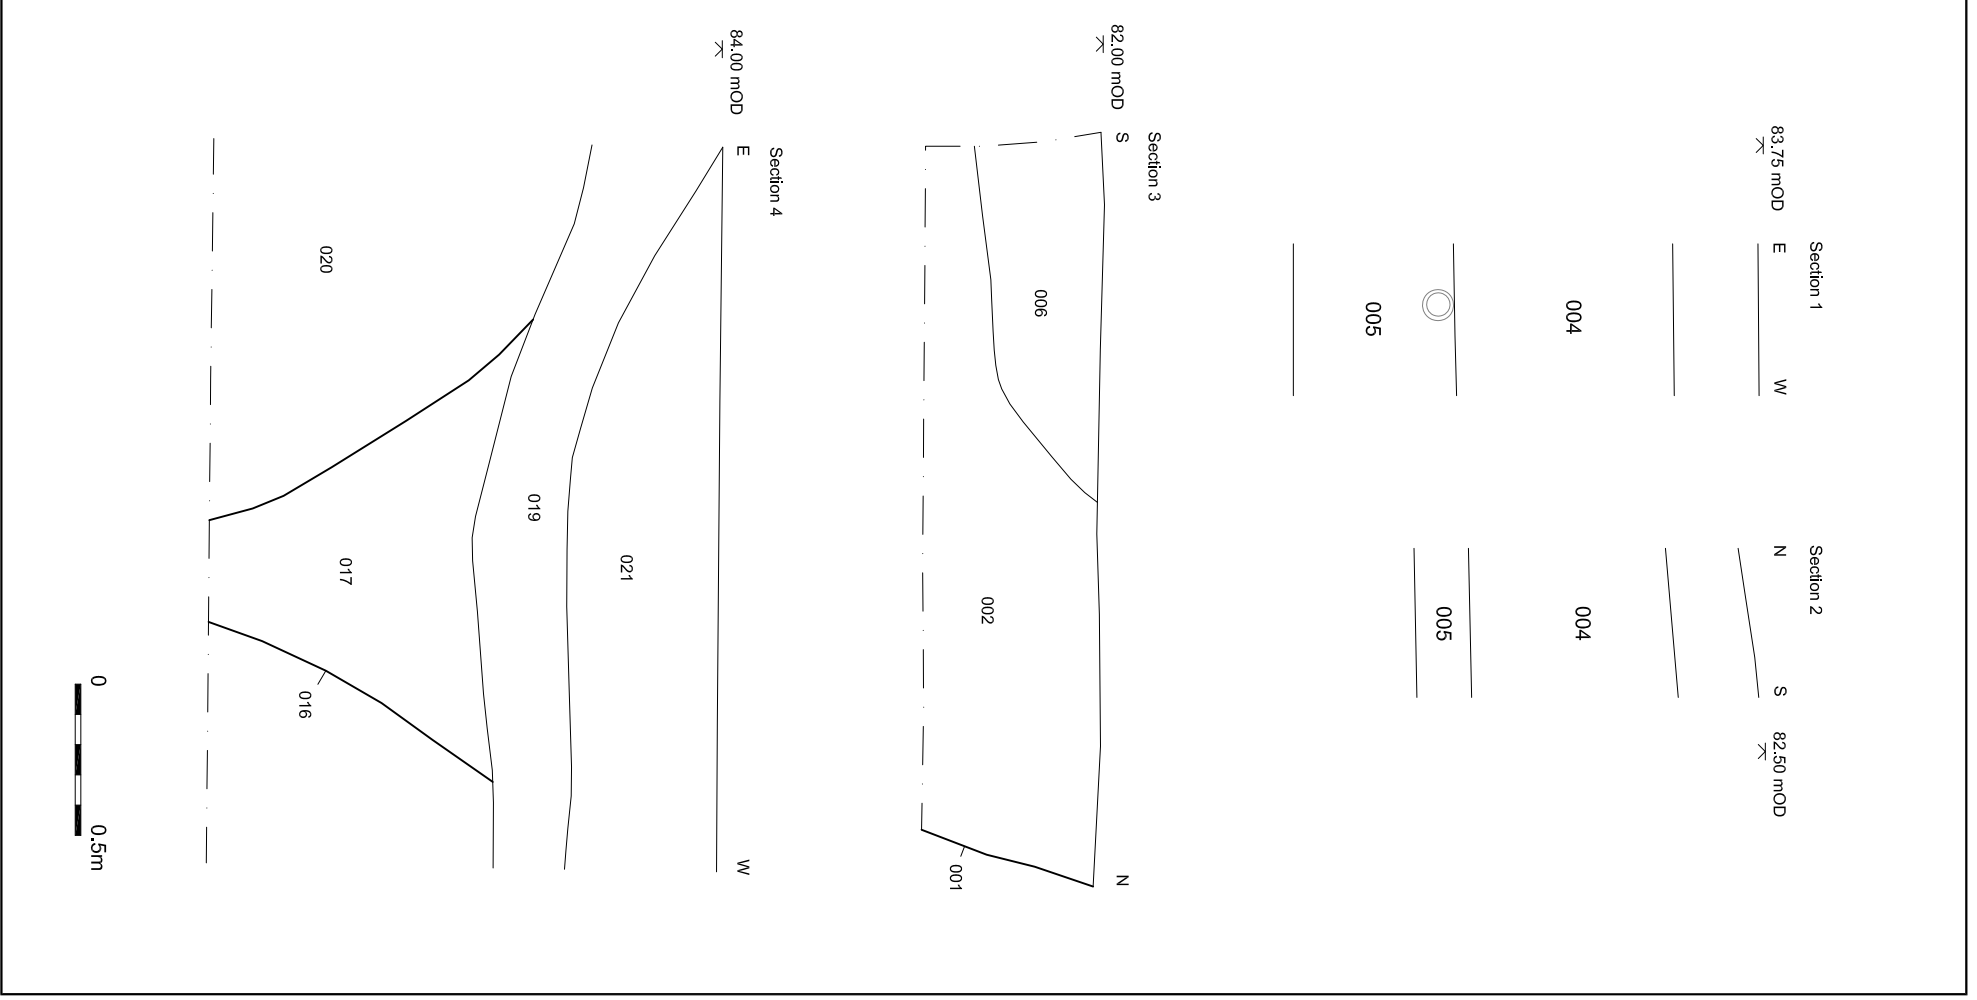 Section 1
83.75 mOD
E
W
004
005
Section 2
N
S
82.50 mOD
004
005
Section 3
82.00 mOD
S
N
006
002
001
Section 4
84.00 mOD
E
W
021
019
020
017
016
0
0.5m